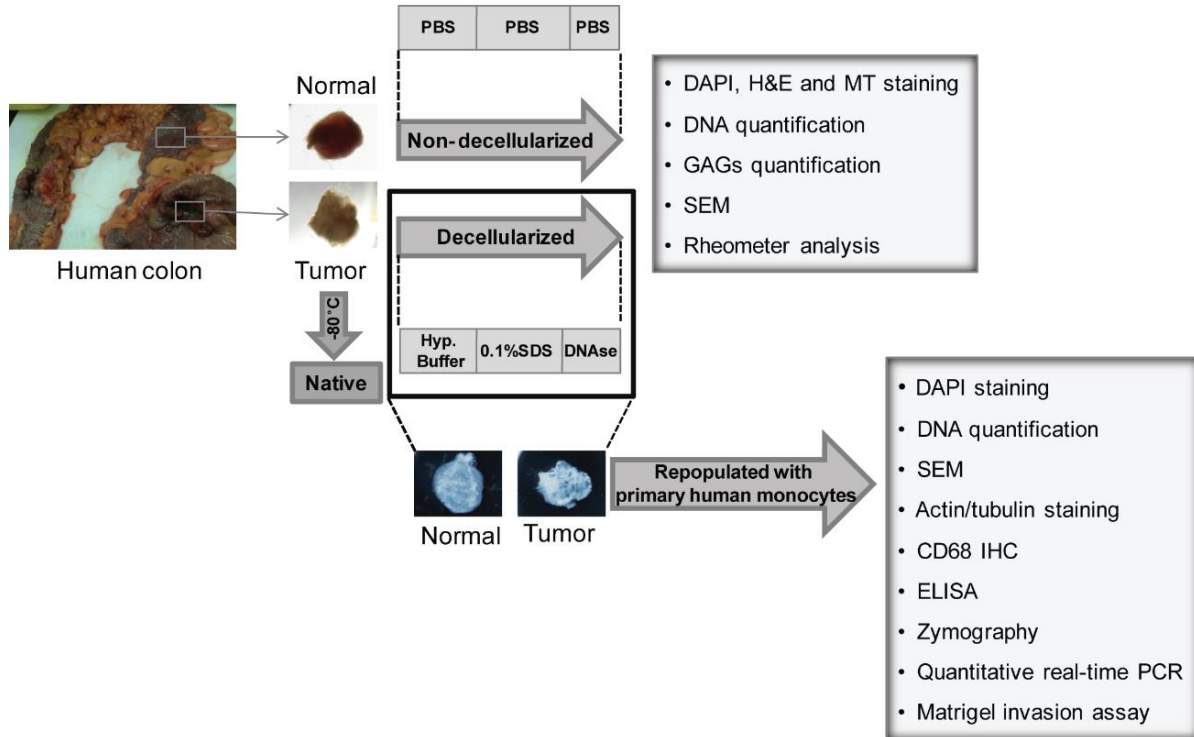 PBS PBS PBS
Normal
Non-decellularized
Human colon
Tumor
Decellularized
-80°C
Native
Hyp.
Buffer
0.1%SDS
DNAse
Normal
Tumor
Repopulated with
primary human monocytes
• DAPI, H&E and MT staining
• DNA quantification
• GAGs quantification
• SEM
• Rheometer analysis
• DAPI staining
• DNA quantification
• SEM
• Actin/tubulin staining
• CD68 IHC
• ELISA
• Zymography
• Quantitative real-time PCR
• Matrigel invasion assay